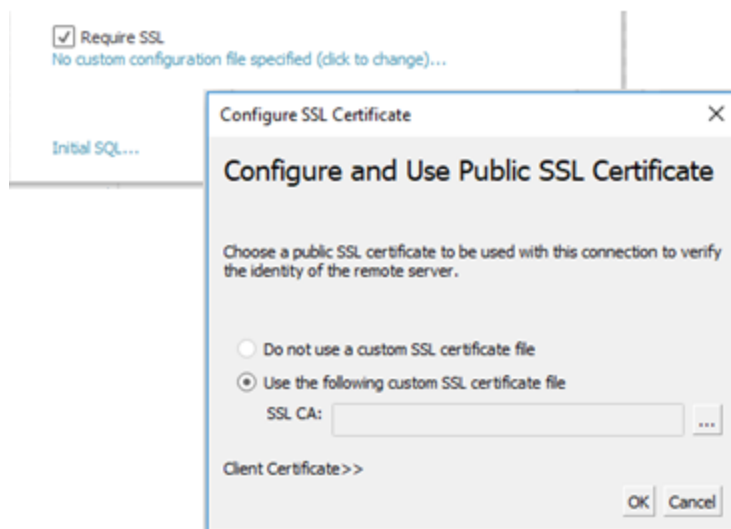 Require SSL
No custom configuration file specified (click to change)...
Initial SQL...
Configure SSL Certificate
Configure and Use Public SSL Certificate
Choose a public SSL certificate to be used with this connection to verify
the identity of the remote server.
Do not use a custom SSL certificate file
Use the following custom SSL certificate file
SSL CA:
...
Client Certificate>>
OK Cancel